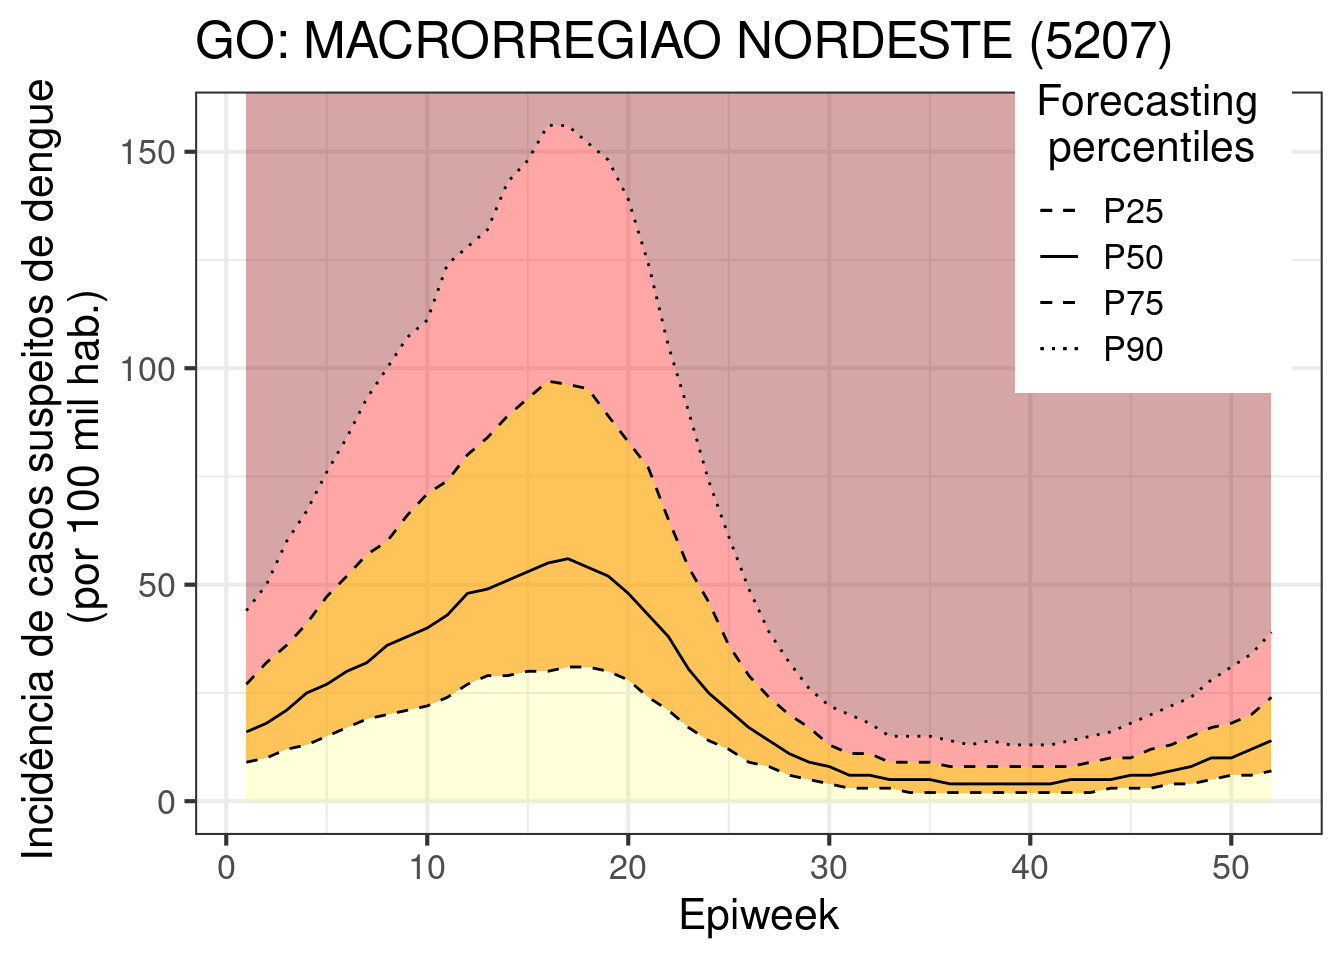 GO: MACRORREGIAO NORDESTE (5207)
Incidência de casos suspeitos de dengue
(por 100 mil hab.)
150
100
50
0
Forecasting
percentiles
P25
P50
P75
P90
0 10 20 30 40 50
Epiweek